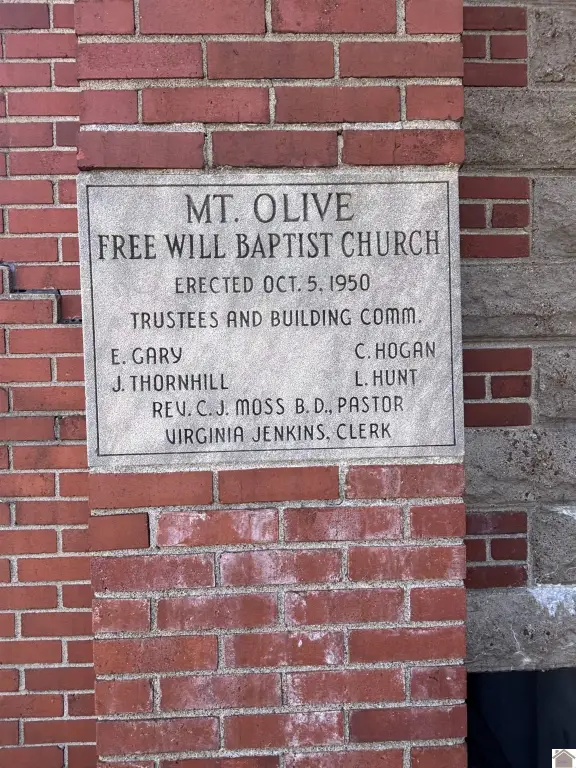 MT. OLIVE
FREE WILL BAPTIST CHURCH
ERECTED OCT. 5, 1950
TRUSTEES AND BUILDING COMM.
E. GARY C. HOGAN
J. THORNHILL L. HUNT
REV. C. J. MOSS B. D., PASTOR
VIRGINIA JENKINS, CLERK